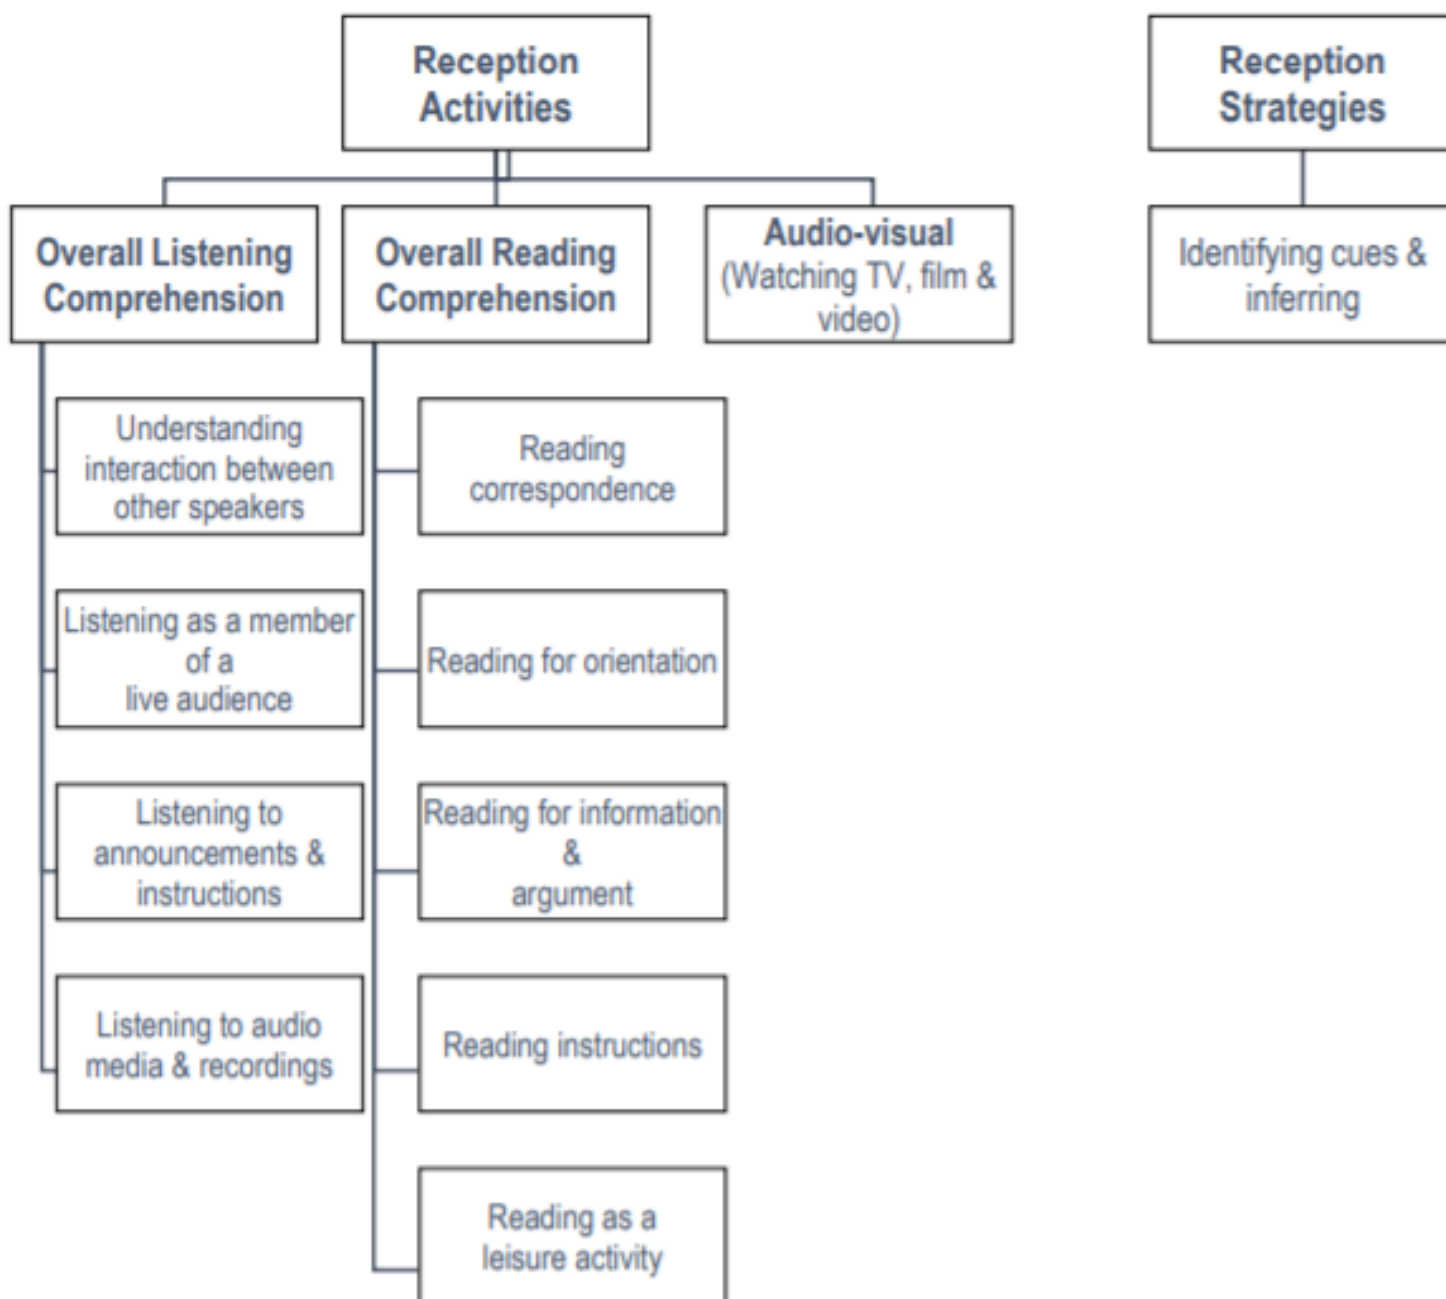 Reception
Activities
Reception
Strategies
Overall Listening
Comprehension
Overall Reading
Comprehension
Audio-visual
(Watching TV, film &
video)
Identifying cues &
inferring
Understanding
interaction between
other speakers
Reading
correspondence
Listening as a member
of a
live audience
Reading for orientation
Listening to
announcements &
instructions
Reading for information
&
argument
Listening to audio
media & recordings
Reading instructions
Reading as a
leisure activity